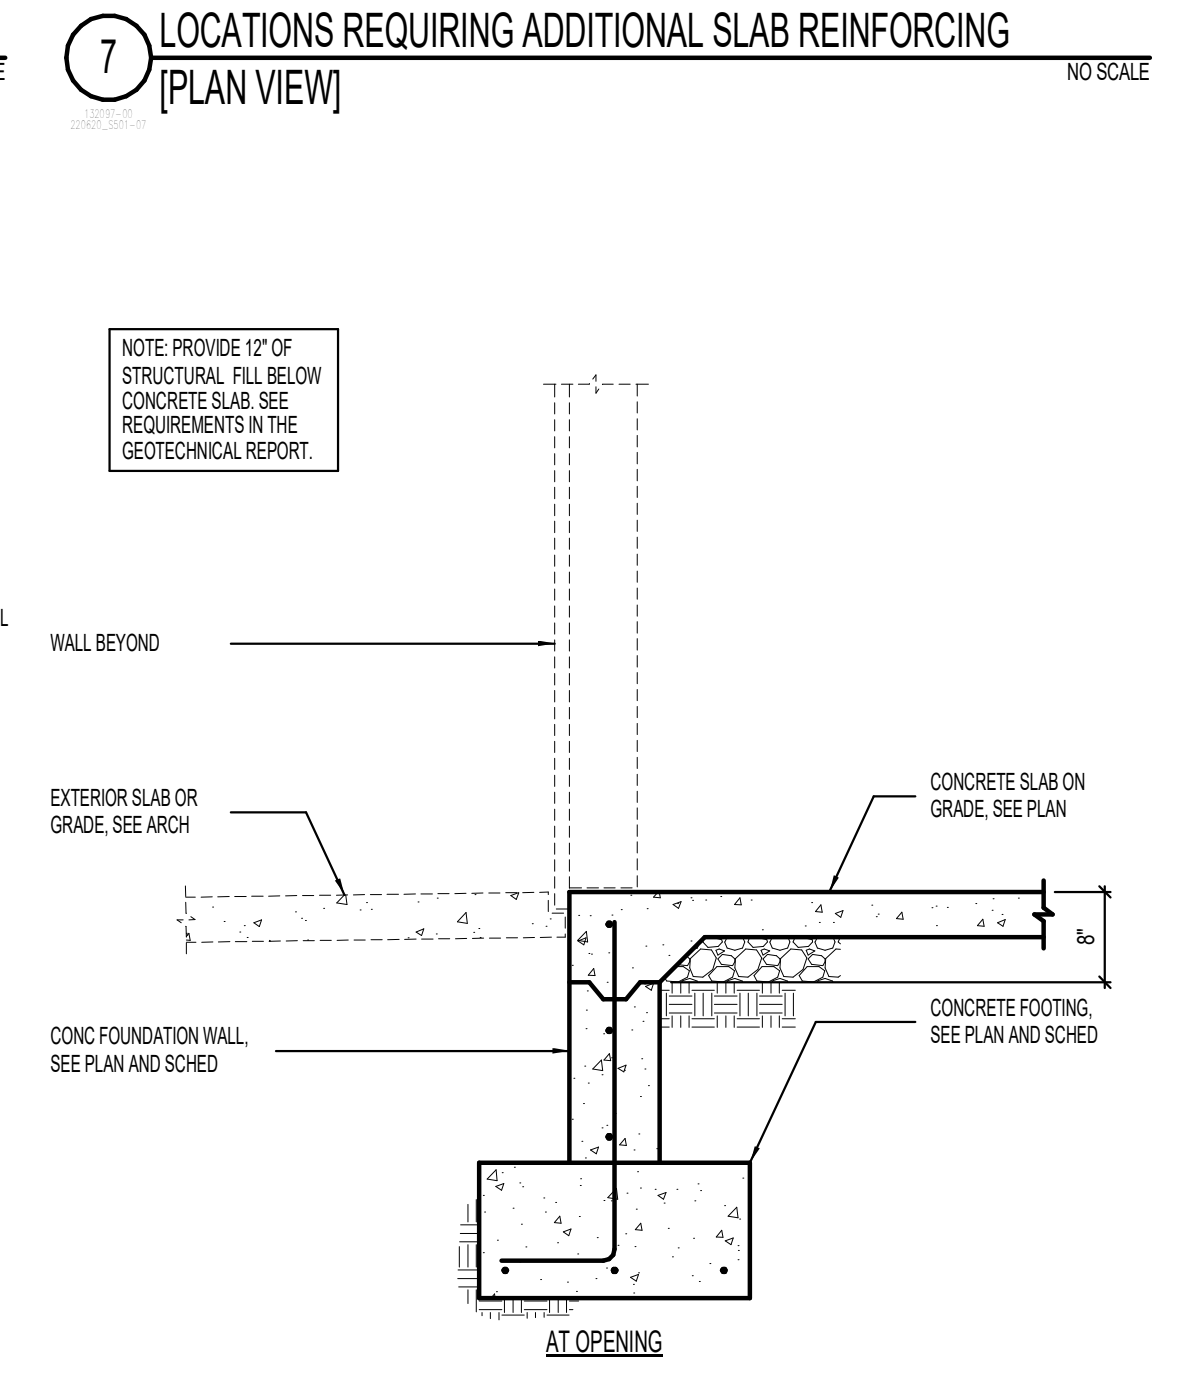 7
LOCATIONS REQUIRING ADDITIONAL SLAB REINFORCING
[PLAN VIEW]
NO SCALE
E
132097-00
220620_S501-07
NOTE: PROVIDE 12" OF
STRUCTURAL FILL BELOW
CONCRETE SLAB. SEE
REQUIREMENTS IN THE
GEOTECHNICAL REPORT.
L
WALL BEYOND
EXTERIOR SLAB OR
GRADE, SEE ARCH
CONCRETE SLAB ON
GRADE, SEE PLAN
8"
CONC FOUNDATION WALL,
SEE PLAN AND SCHED
CONCRETE FOOTING,
SEE PLAN AND SCHED
AT OPENING